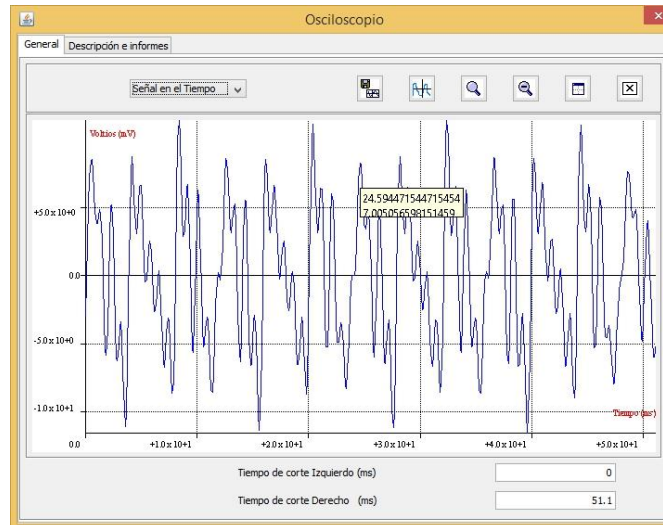 Osciloscopio
General Descripción e informes
Señal en el Tiempo
Voltios (mV)
24.594471544715454
7.005056598151459
+5.0 x 10+0
0.0
-5.0 x 10+0
-1.0 x 10+1
Tiempo (ms)
0.0 +1.0 x 10+1 +2.0 x 10+1 +3.0 x 10+1 +4.0 x 10+1 +5.0 x 10+1
Tiempo de corte Izquierdo (ms) 0
Tiempo de corte Derecho (ms) 51.1